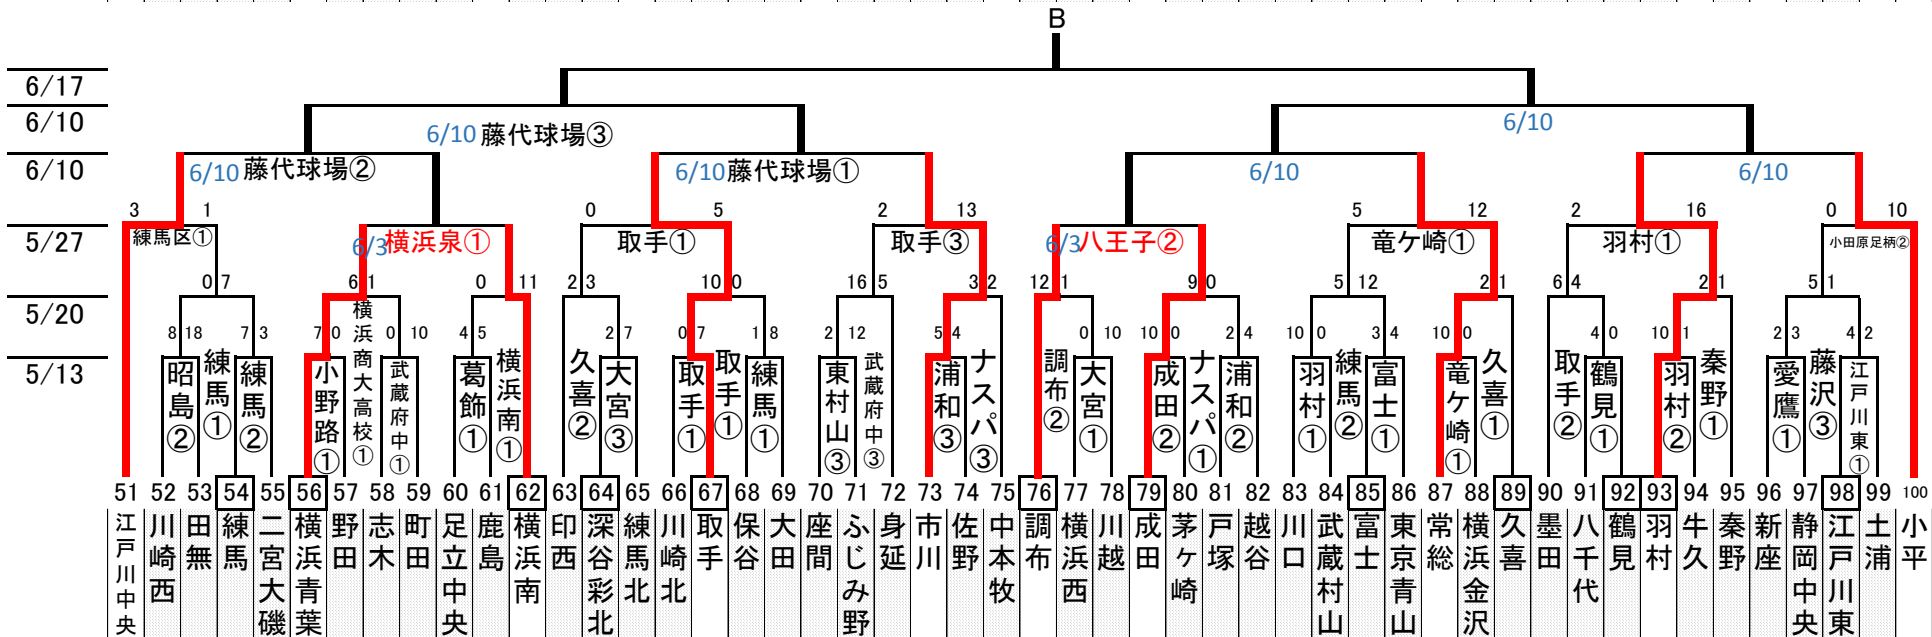 B
6/17
6/10
6/10 藤代球場③
6/10
6/10
6/10 藤代球場②
6/10 藤代球場①
6/10
6/10
3 1 0 5 2 13 5 12 2 16 0 10
5/27
練馬区①
6/3 横浜泉①
取手①
取手③
6/3 八王子②
竜ケ崎①
羽村①
小田原足柄②
0 7 6 1 0 11 2 3 10 0 16 5 3 2 12 1 9 0 5 12 2 1 6 4 2 1 5 1
5/20
8 18 7 3 7 0 0 10 4 5 2 7 0 7 1 8 2 12 5 4 0 10 10 0 2 4 10 0 3 4 10 0 4 0 10 1 2 3 4 2
5/13
昭島②
練馬①
練馬②
小野路①
横浜商大高校①
武蔵府中①
葛飾①
横浜南①
久喜②
大宮③
取手①
取手①
練馬①
東村山③
武蔵府中③
浦和③
ナスパ③
調布②
大宮①
成田②
ナスパ①
浦和②
羽村①
練馬②
富士①
竜ケ崎①
久喜①
取手②
鶴見①
羽村②
秦野①
愛鷹①
藤沢③
江戸川東①
51 52 53 54 55 56 57 58 59 60 61 62 63 64 65 66 67 68 69 70 71 72 73 74 75 76 77 78 79 80 81 82 83 84 85 86 87 88 89 90 91 92 93 94 95 96 97 98 99 100
江戸川中央
川崎西
田無
練馬
二宮大磯
横浜青葉
野田
志木
町田
足立中央
鹿島
横浜南
印西
深谷彩北
練馬北
川崎北
取手
保谷
大田
座間
ふじみ野
身延
市川
佐野
中本牧
調布
横浜西
川越
成田
茅ヶ崎
戸塚
越谷
川口
武蔵村山
富士
東京青山
常総
横浜金沢
久喜
墨田
八千代
鶴見
羽村
牛久
秦野
新座
静岡中央
江戸川東
土浦
小平